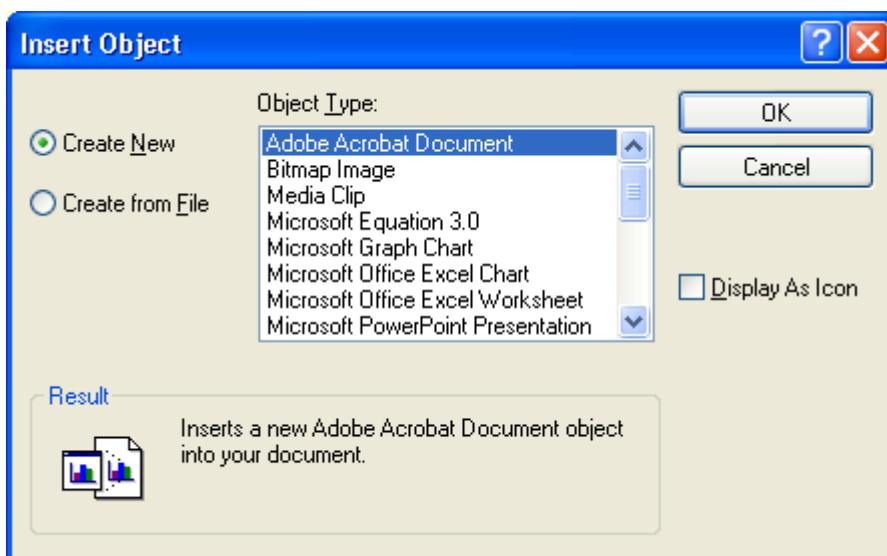 Insert Object
Object Type:
Create New
Create from File
Adobe Acrobat Document
Bitmap Image
Media Clip
Microsoft Equation 3.0
Microsoft Graph Chart
Microsoft Office Excel Chart
Microsoft Office Excel Worksheet
Microsoft PowerPoint Presentation
OK
Cancel
Display As Icon
Result
Inserts a new Adobe Acrobat Document object
into your document.